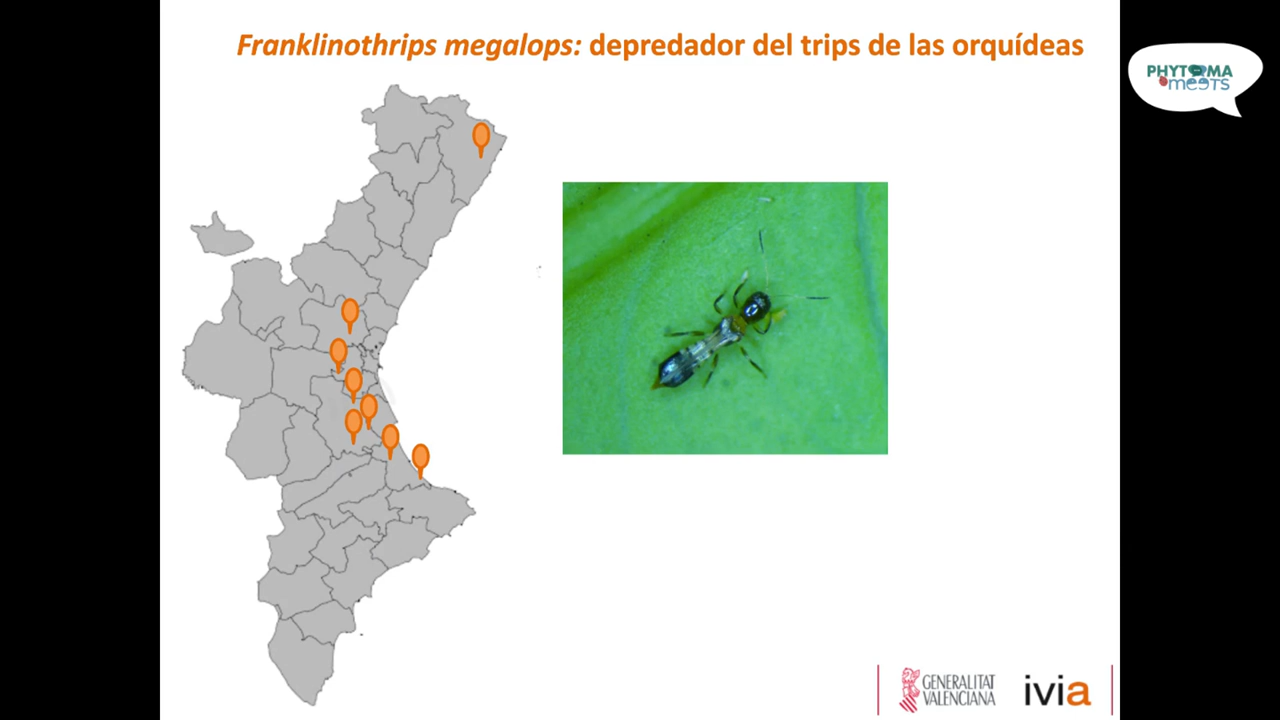 Franklinothrips megalops: depredador del trips de las orquídeas
PHYTOMA
meets
GENERALITAT
VALENCIANA
ivia